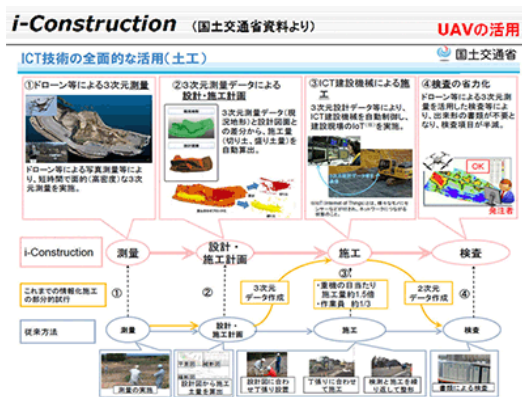 i-Construction （国土交通省資料より）
UAVの活用
ICT技術の全面的な活用（土工）
国土交通省
①ドローン等による3次元測量
ドローン等による写真測量等により、短時間で面的(高密度)な3次元測量を実施。
②3次元測量データによる
設計・施工計画
3次元測量データ(現況地形)と設計図面との差分から、施工量(切り土、盛り土量)を自動算出。
③ICT建設機械による施工
3次元設計データ等により、ICT建設機械を自動制御し、建設現場のIoT(※)を実施。
④検査の省力化
ドローン等による3次元測量を活用した検査等により、出来形の書類が不要となり、検査項目が半減。
OK
発注者
i-Construction
測量
設計・
施工計画
施工
検査
これまでの情報化施工
の部分的試行
①
②
3次元
データ作成
③
・重機の日当たり
施工量約1.5倍
・作業員 約1/3
2次元
データ作成
④
従来方法
測量
設計・
施工計画
施工
検査
測量の実施
設計図から施工
土量を算出
設計図に合わ
せ丁張り設置
丁張りに合わせ
て施工
検測と施工を繰
り返して整形
書類による検査